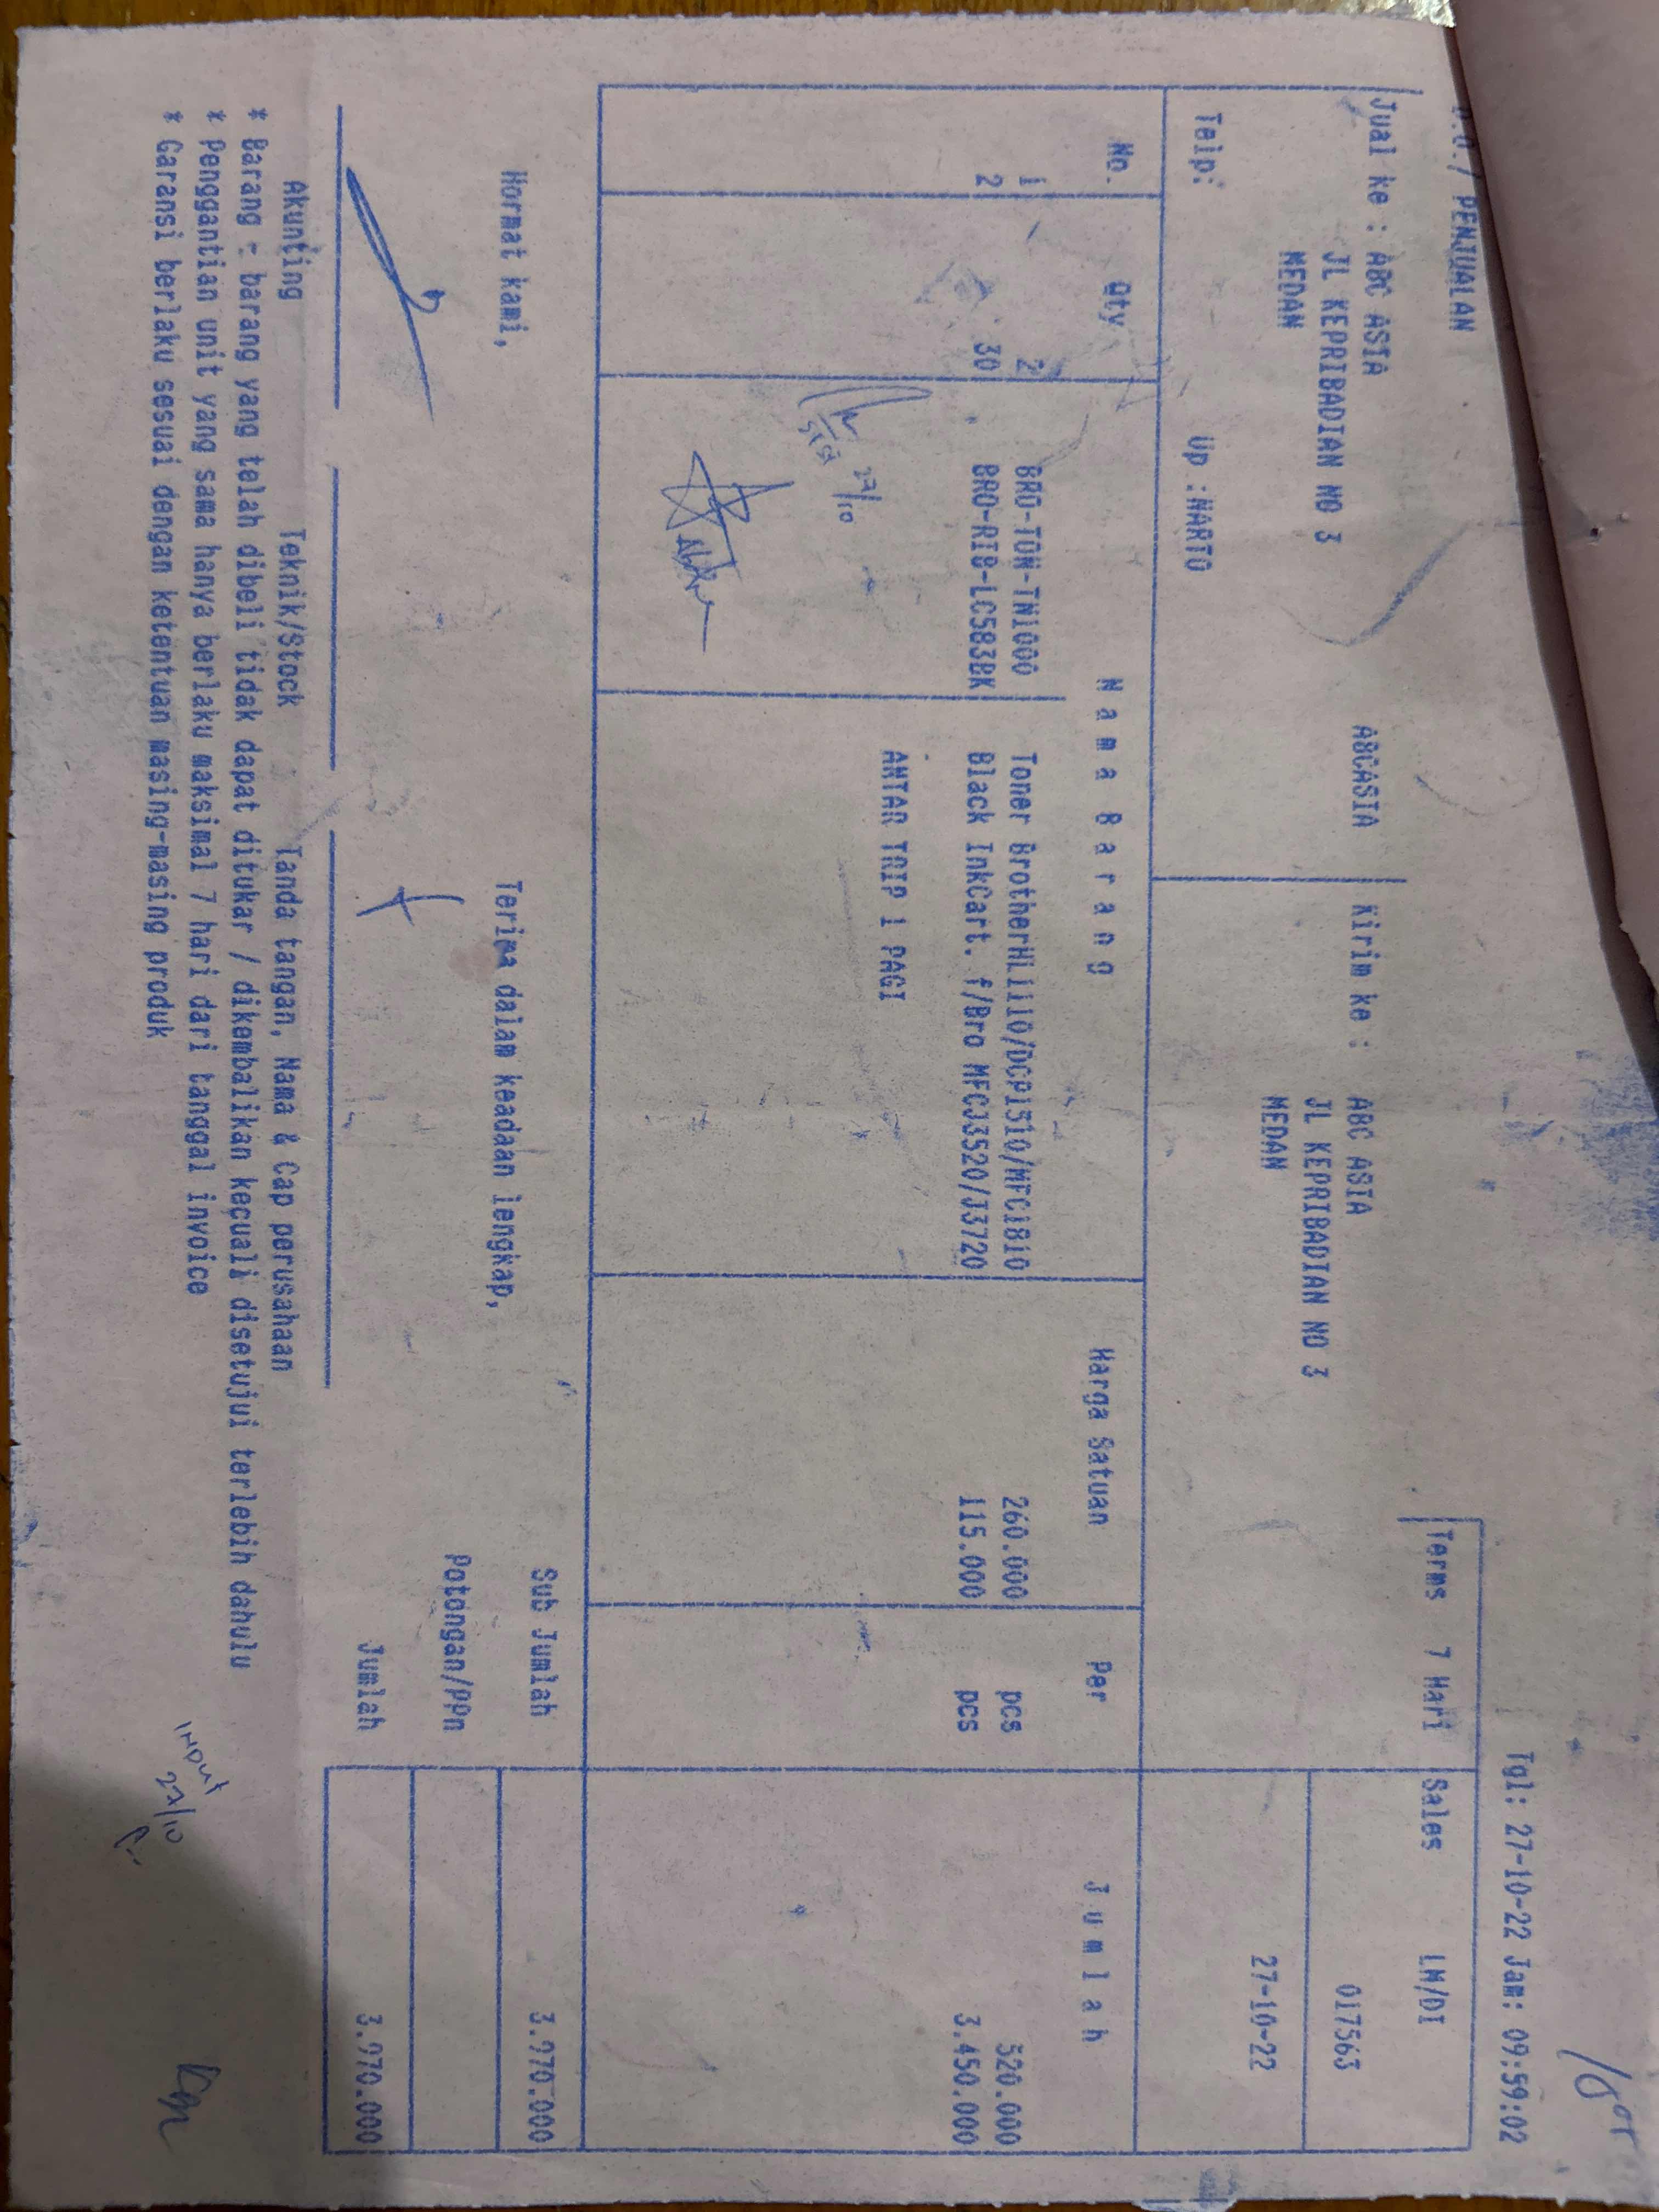 PENJUALAN
Tgl: 27-10-22 Jam: 09:59:02
Terms 7 Hari Sales LM/DI
Jual ke : ABC ASIA ABCASIA Kirim ke : ABC ASIA
JL KEPRIBADIAN NO 3 JL KEPRIBADIAN NO 3 017563
MEDAN MEDAN 27-10-22
Telp: Up :NARTO
No. Qty Nama Barang Harga Satuan Per Jumlah
1 2 BRO-TON-TN1000 Toner BrotherHL1110/DCP1510/MFC1810 260.000 pcs 520.000
2 30 BRO-RIB-LC583BK Black InkCart. f/Bro MFCJ3520/J3720 115.000 pcs 3.450.000
ANTAR TRIP 1 PAGI
27/10
Hormat kami, Terima dalam keadaan lengkap, Sub Jumlah 3.970.000
Potongan/PPn
Jumlah 3.970.000
Akunting Teknik/Stock Tanda tangan, Nama & Cap perusahaan
* Barang - barang yang telah dibeli tidak dapat ditukar / dikembalikan kecuali disetujui terlebih dahulu
* Penggantian unit yang sama hanya berlaku maksimal 7 hari dari tanggal invoice
* Garansi berlaku sesuai dengan ketentuan masing-masing produk
INPUT
27/10